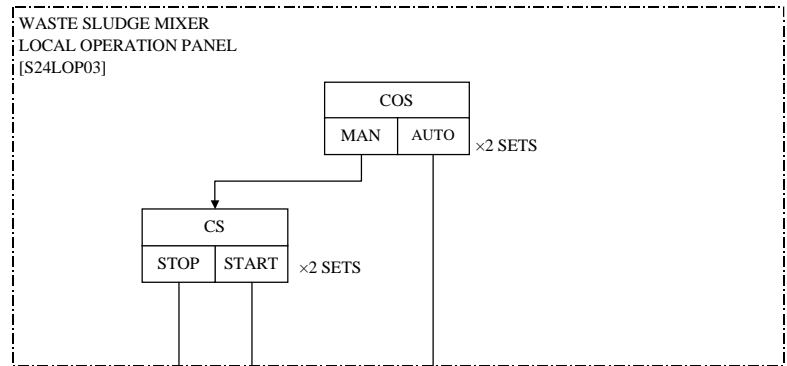 WASTE SLUDGE MIXER
LOCAL OPERATION PANEL
[S24LOP03]
COS
MAN AUTO
×2 SETS
CS
STOP START
×2 SETS